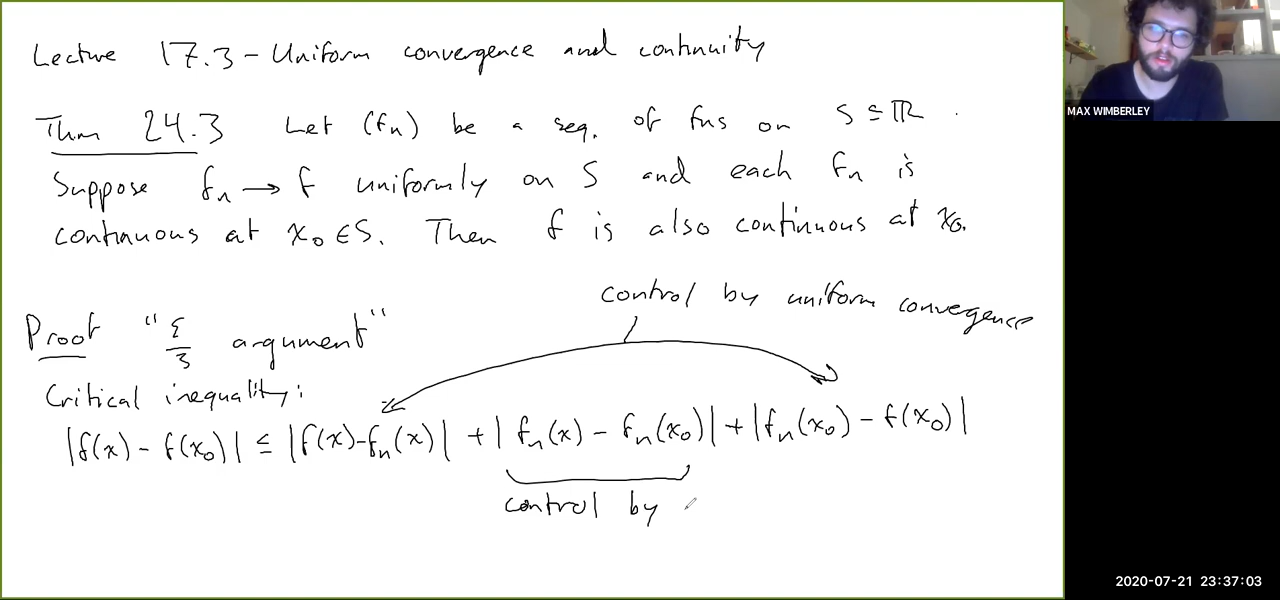 Lecture 17.3 - Uniform convergence and continuity
MAX WIMBERLEY
Thm 24.3 Let (fn) be a seq. of fns on S ⊆ ℝ.
Suppose fn → f uniformly on S and each fn is
continuous at x₀ ∈ S. Then f is also continuous at x₀.
control by uniform convergence
Proof "ε/3 argument"
Critical inequality:
|f(x) - f(x₀)| ≤ |f(x) - fn(x)| + |fn(x) - fn(x₀)| + |fn(x₀) - f(x₀)|
control by
2020-07-21 23:37:03